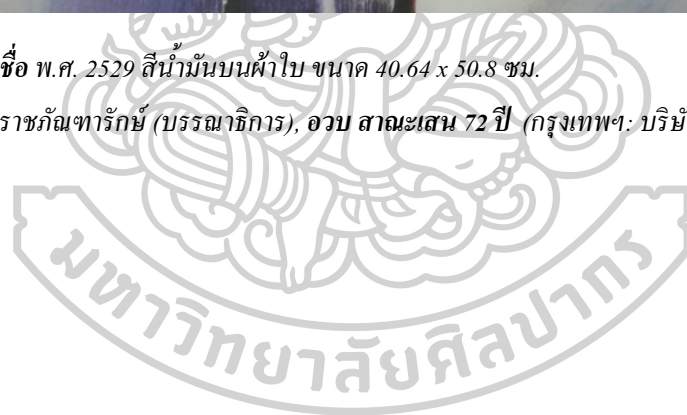 ชื่อ พ.ศ. 2529 สีน้ำมันบนผ้าใบ ขนาด 40.64 x 50.8 ซม.
ราชภัณฑารักษ์ (บรรณาธิการ), อวบ สาณะเสน 72 ปี (กรุงเทพฯ: บริษั
มหาวิทยาลัยศิลปากร